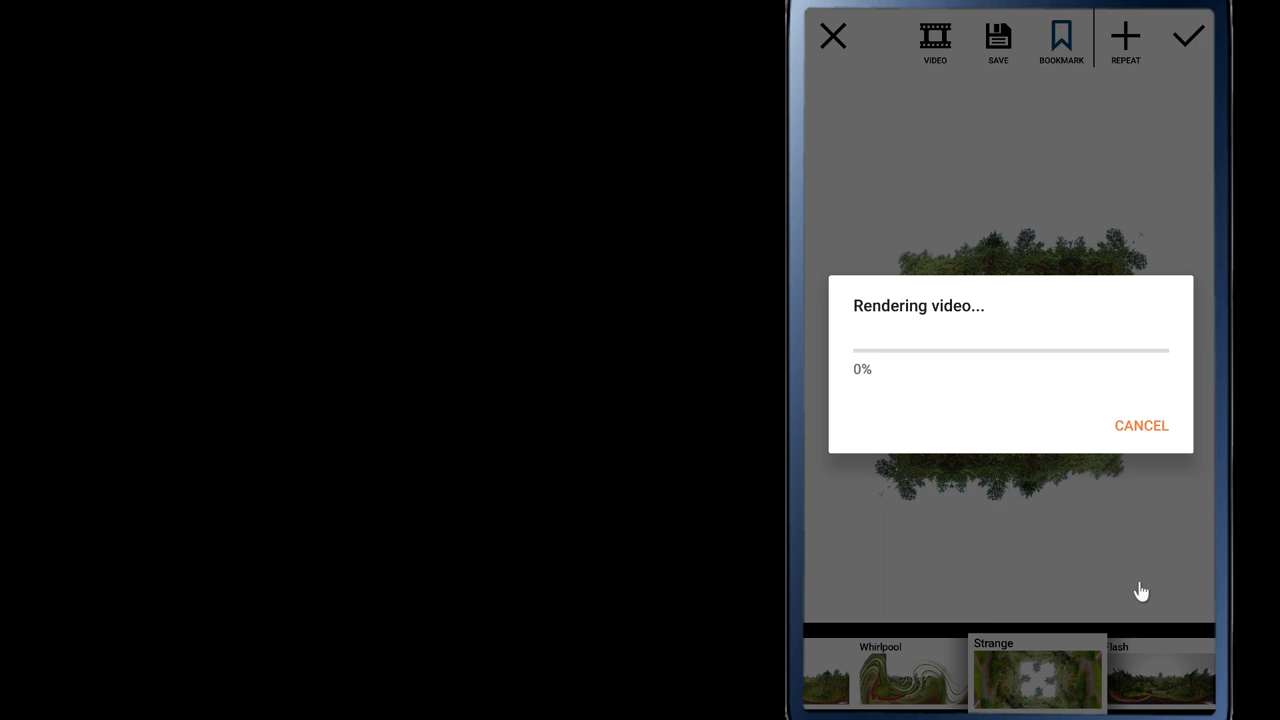 VIDEO
SAVE
BOOKMARK
REPEAT
Rendering video...
0%
CANCEL
Whirlpool
Strange
Flash